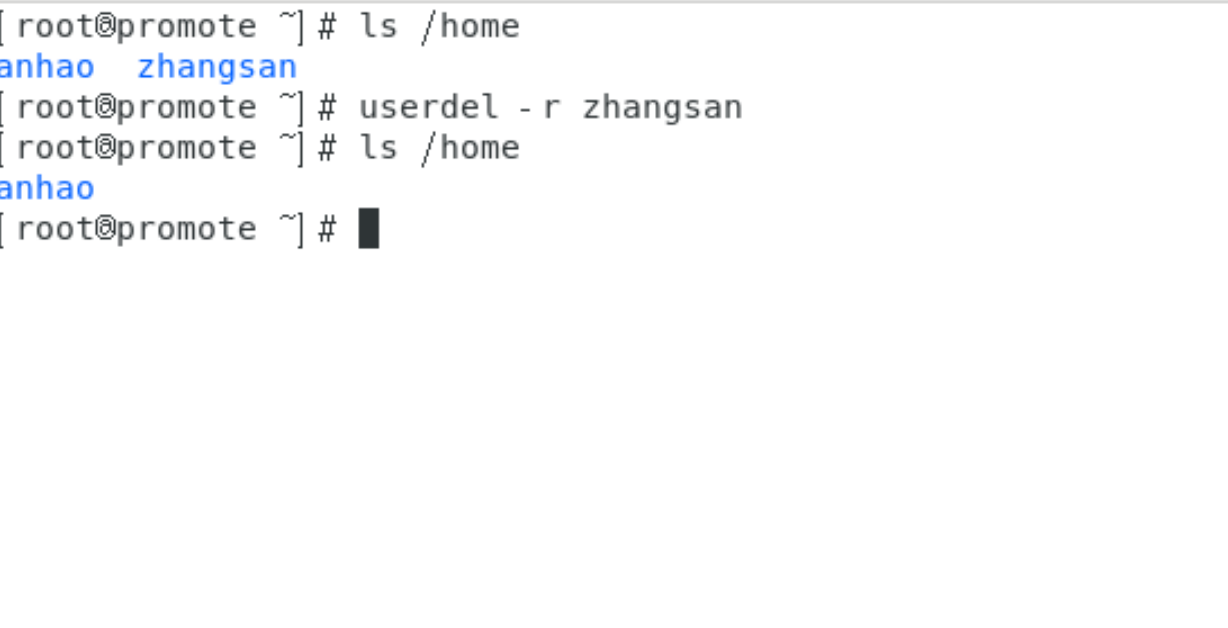 [root@promote ~]# ls /home
anhao  zhangsan
[root@promote ~]# userdel -r zhangsan
[root@promote ~]# ls /home
anhao
[root@promote ~]#